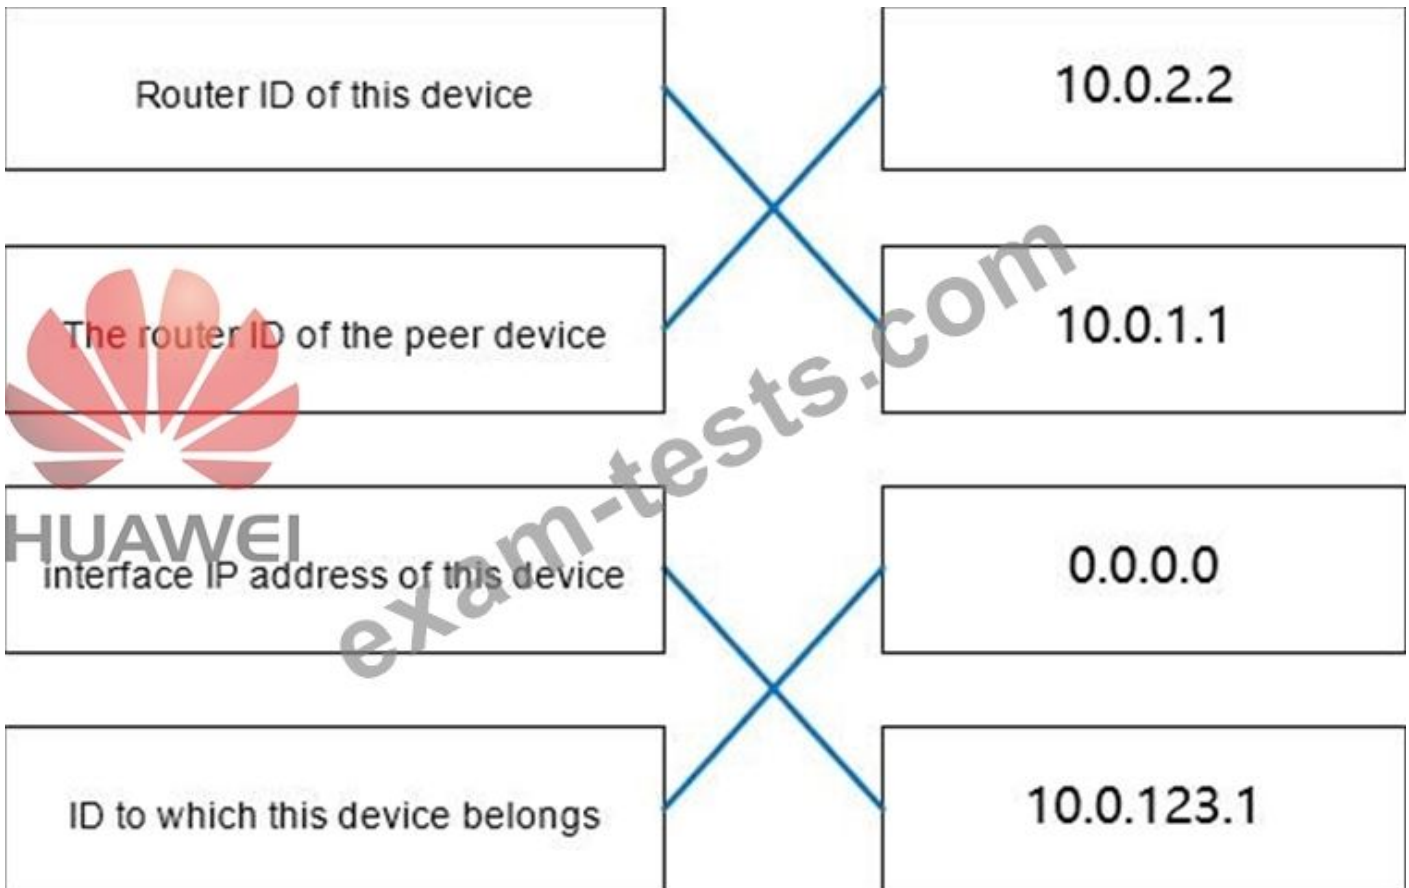 Router ID of this device
10.0.2.2
The router ID of the peer device
10.0.1.1
interface IP address of this device
0.0.0.0
ID to which this device belongs
10.0.123.1
HUAWEI
exam-tests.com